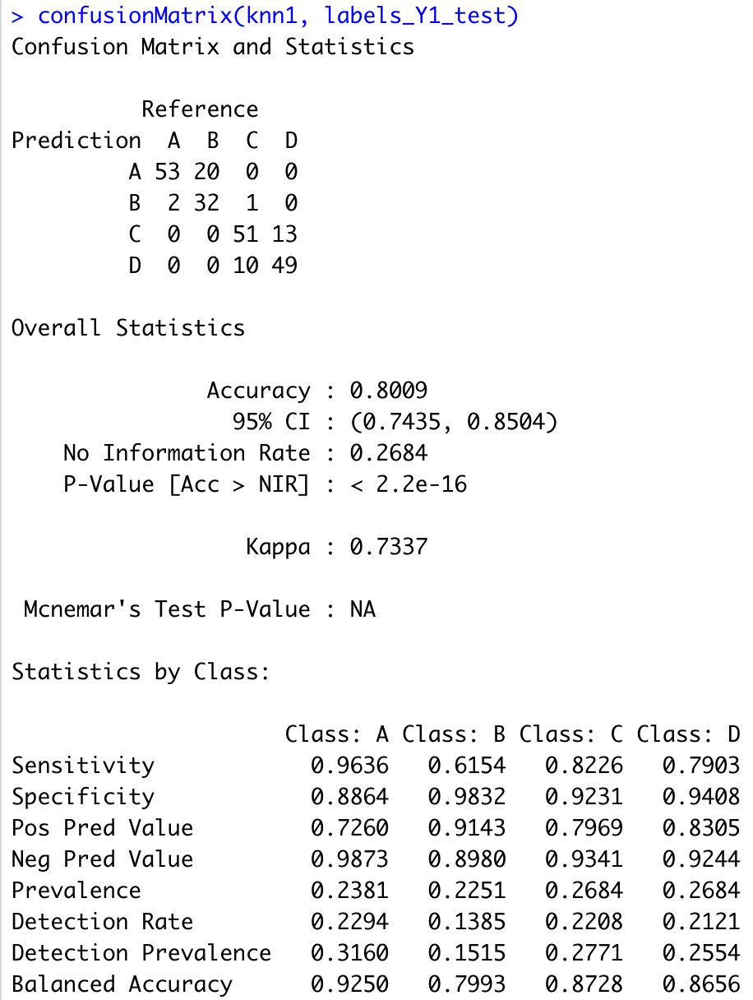 > confusionMatrix(knn1, labels_Y1_test)
Confusion Matrix and Statistics

          Reference
Prediction  A  B  C  D
         A 53 20  0  0
         B  2 32  1  0
         C  0  0 51 13
         D  0  0 10 49

Overall Statistics

               Accuracy : 0.8009
                 95% CI : (0.7435, 0.8504)
    No Information Rate : 0.2684
    P-Value [Acc > NIR] : < 2.2e-16

                  Kappa : 0.7337

 Mcnemar's Test P-Value : NA

Statistics by Class:

                     Class: A Class: B Class: C Class: D
Sensitivity            0.9636   0.6154   0.8226   0.7903
Specificity            0.8864   0.9832   0.9231   0.9408
Pos Pred Value         0.7260   0.9143   0.7969   0.8305
Neg Pred Value         0.9873   0.8980   0.9341   0.9244
Prevalence             0.2381   0.2251   0.2684   0.2684
Detection Rate         0.2294   0.1385   0.2208   0.2121
Detection Prevalence   0.3160   0.1515   0.2771   0.2554
Balanced Accuracy      0.9250   0.7993   0.8728   0.8656